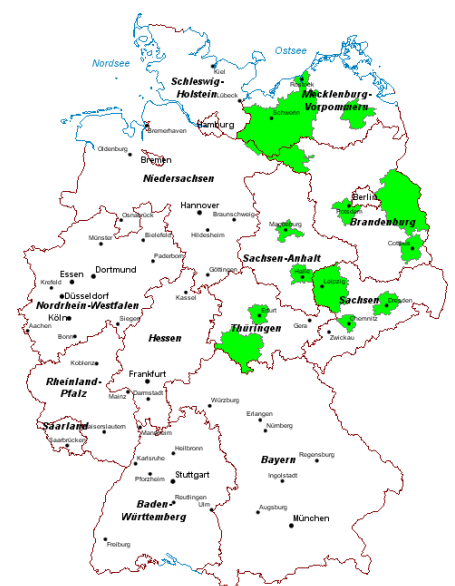 Ostsee
Nordsee
Kiel
Rostock
Schleswig-
Holstein
Mecklenburg-
Vorpommern
Lübeck
Schwerin
Hamburg
Bremerhaven
Oldenburg
Bremen
Niedersachsen
Berlin
Potsdam
Hannover
Osnabrück
Braunschweig
Brandenburg
Magdeburg
Münster
Bielefeld
Hildesheim
Cottbus
Paderborn
Sachsen-Anhalt
Göttingen
Halle
Dortmund
Essen
Krefeld
Leipzig
Düsseldorf
Kassel
Nordrhein-Westfalen
Sachsen
Dresden
Köln
Erfurt
Siegen
Gera
Chemnitz
Aachen
Thüringen
Bonn
Hessen
Zwickau
Koblenz
Frankfurt
Rheinland-
Pfalz
Mainz
Darmstadt
Würzburg
Erlangen
Saarland
Kaiserslautern
Mannheim
Nürnberg
Saarbrücken
Heilbronn
Karlsruhe
Bayern
Regensburg
Pforzheim
Stuttgart
Ingolstadt
Reutlingen
Baden-
Württemberg
Ulm
Augsburg
München
Freiburg